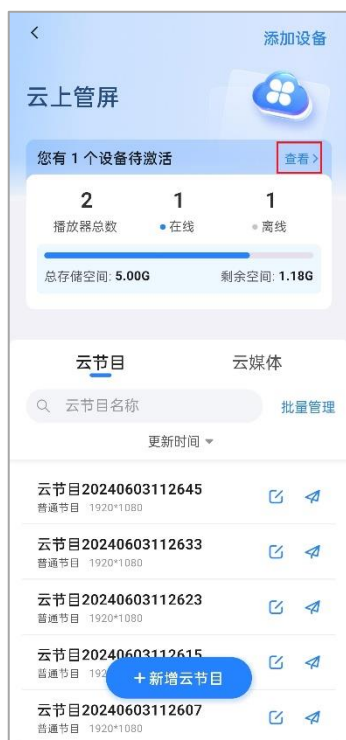 添加设备
云上管屏
您有 1 个设备待激活 查看>
2 1 1
播放器总数 在线 离线
总存储空间: 5.00G 剩余空间: 1.18G
云节目 云媒体
云节目名称 批量管理
更新时间
云节目20240603112645
普通节目 1920*1080
云节目20240603112633
普通节目 1920*1080
云节目20240603112623
普通节目 1920*1080
云节目20240603112615
普通节目 192
+新增云节目
云节目20240603112607
普通节目 1920*1080